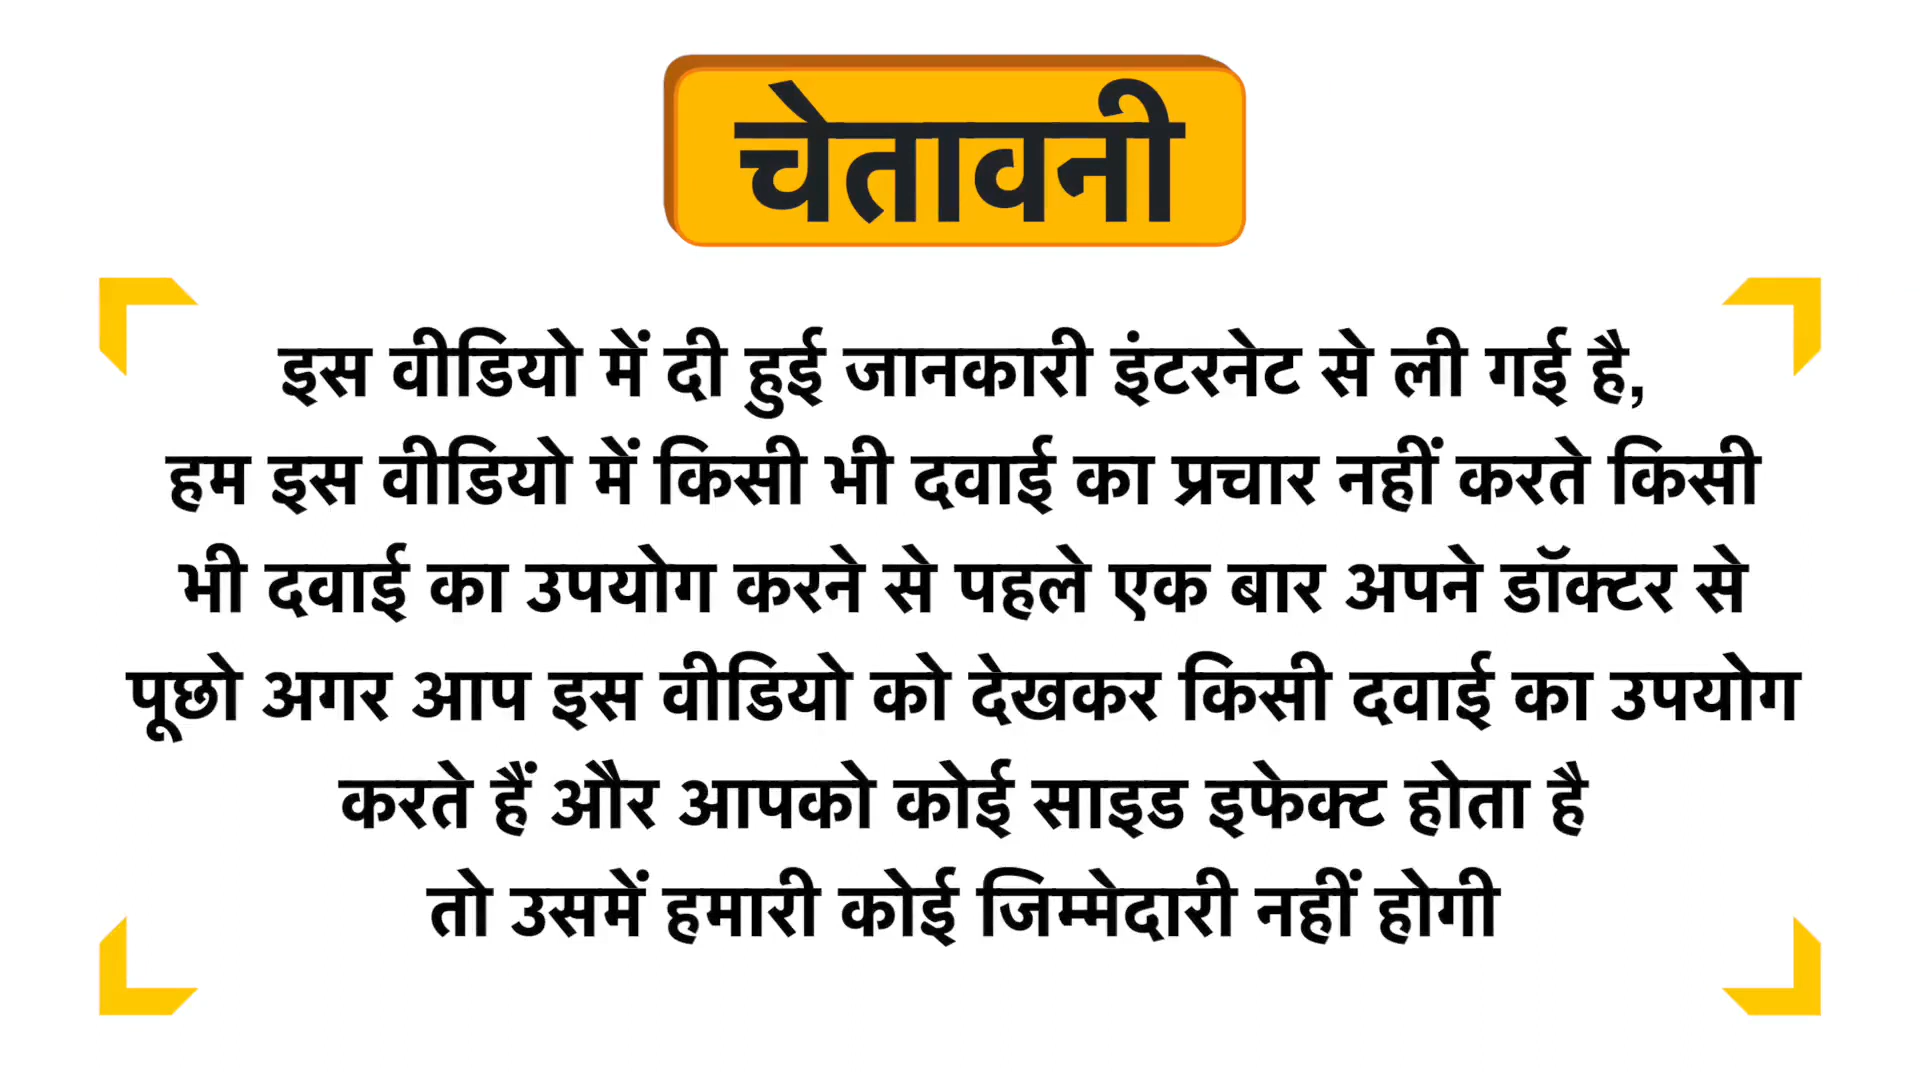 चेतावनी
इस वीडियो में दी हुई जानकारी इंटरनेट से ली गई है,
हम इस वीडियो में किसी भी दवाई का प्रचार नहीं करते किसी
भी दवाई का उपयोग करने से पहले एक बार अपने डॉक्टर से
पूछो अगर आप इस वीडियो को देखकर किसी दवाई का उपयोग
करते हैं और आपको कोई साइड इफेक्ट होता है
तो उसमें हमारी कोई जिम्मेदारी नहीं होगी